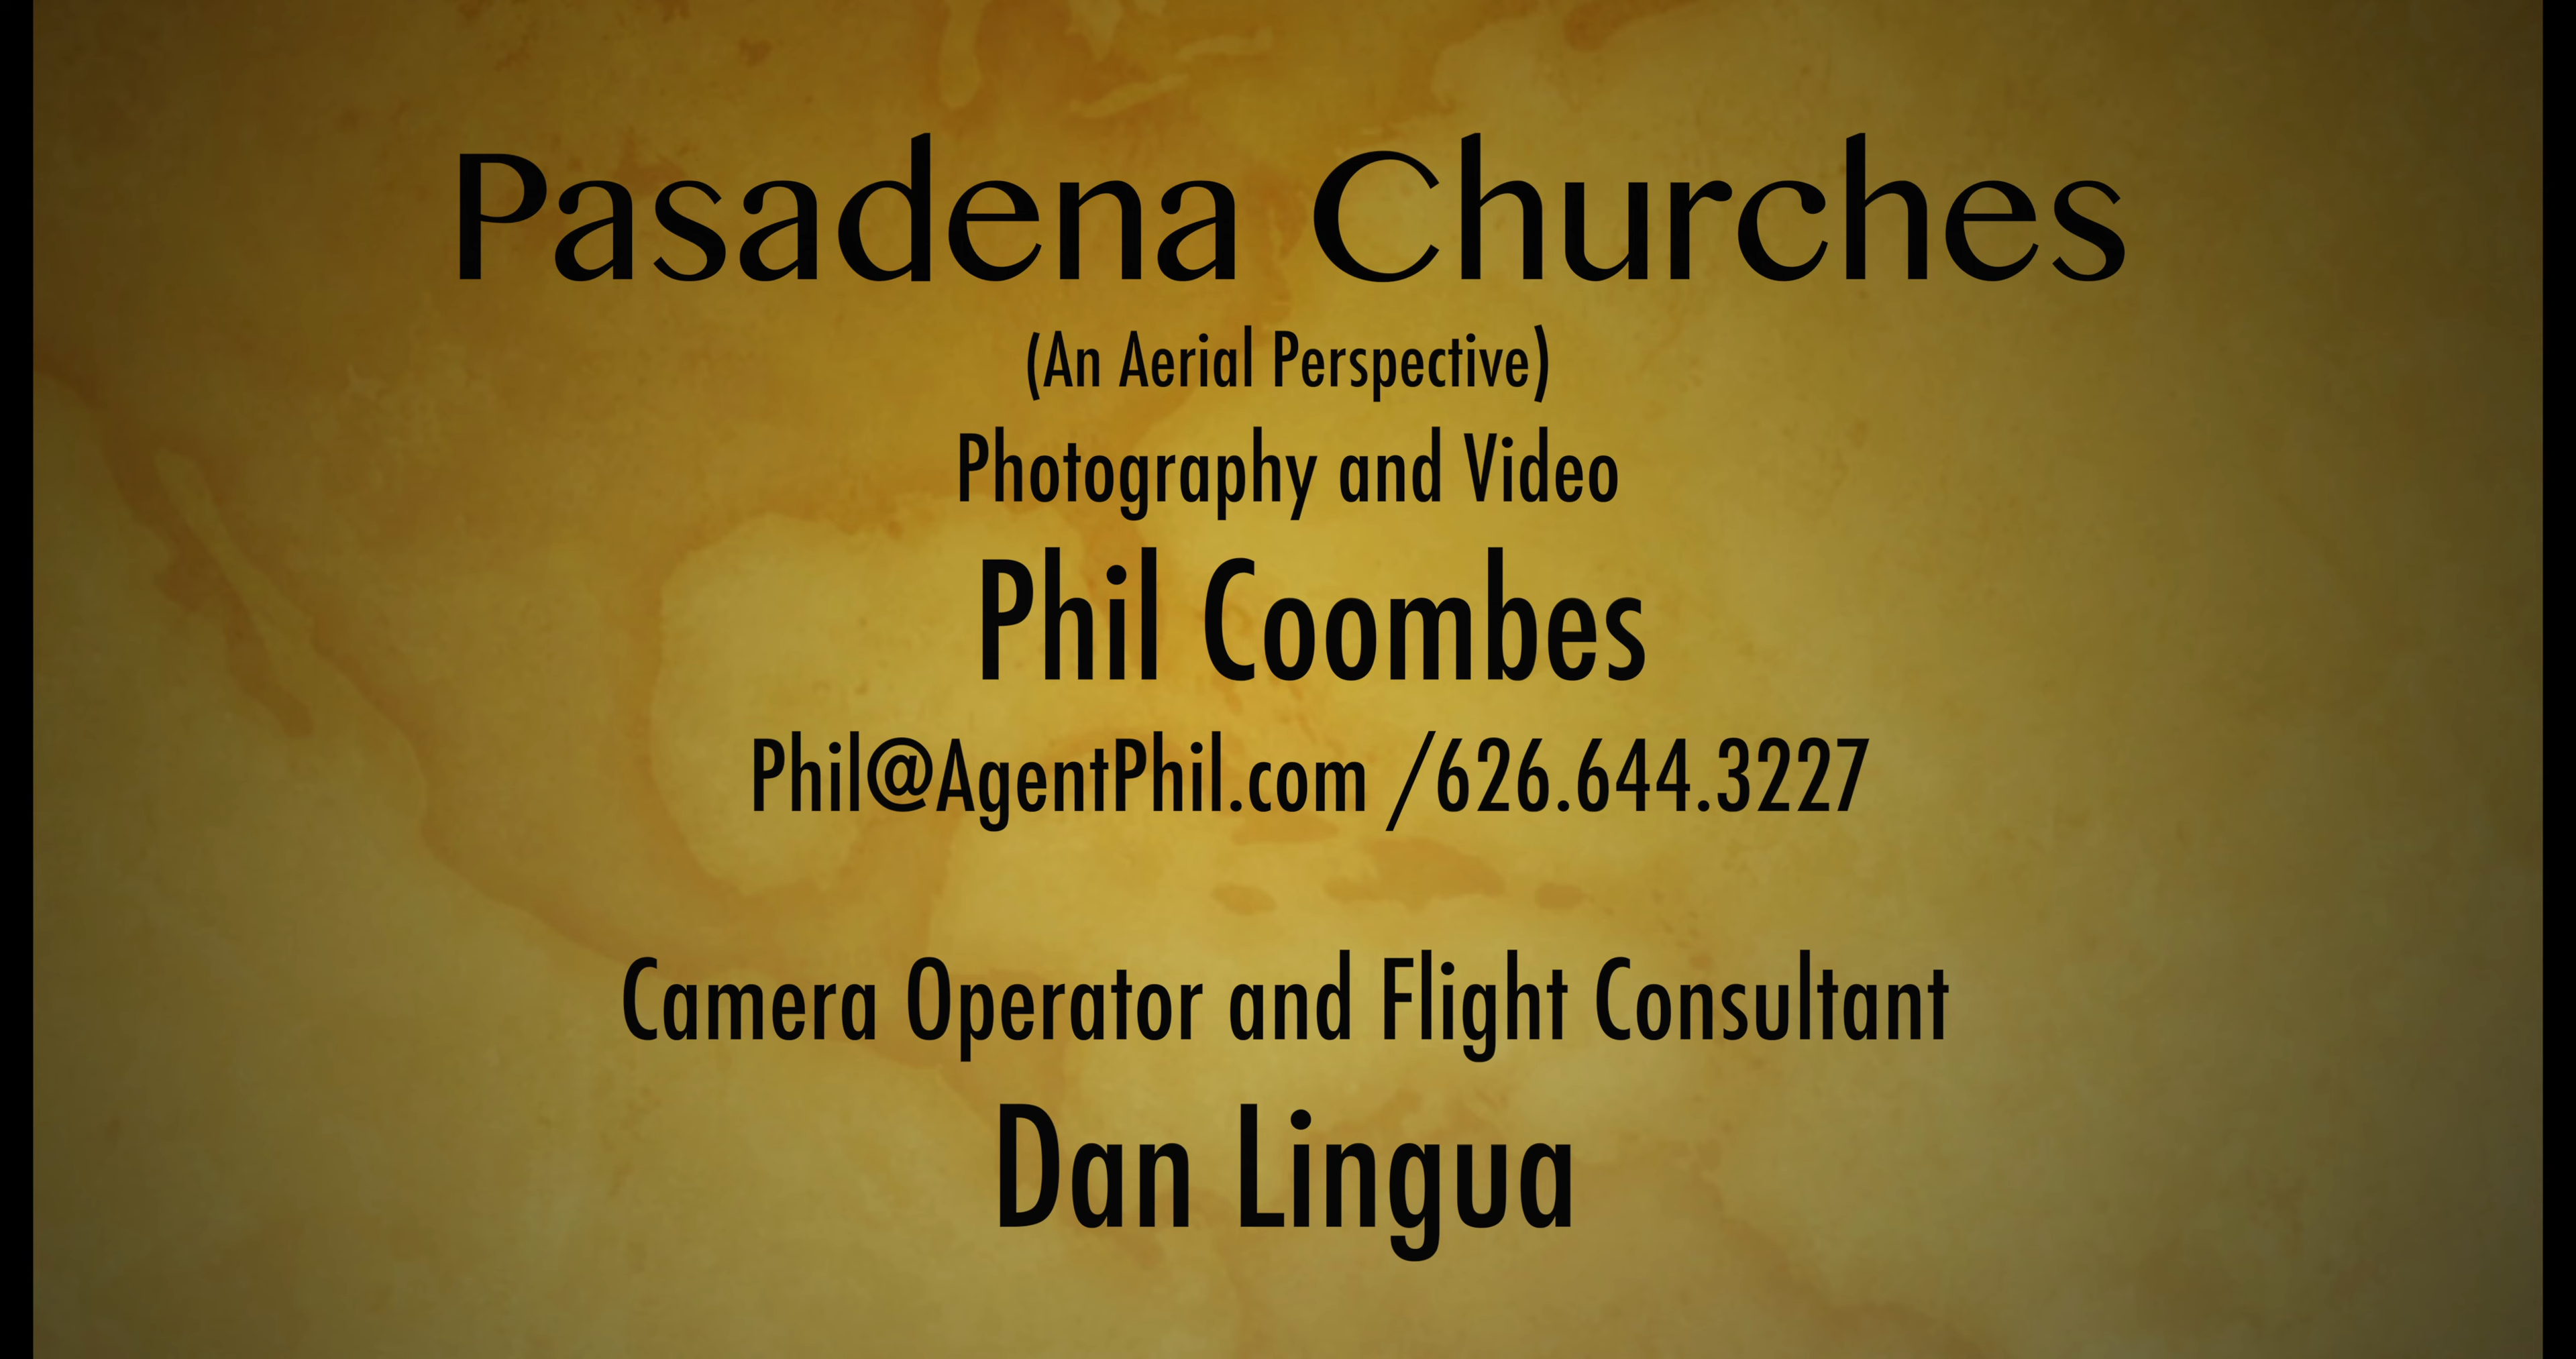 Pasadena Churches
(An Aerial Perspective)
Photography and Video
Phil Coombes
Phil@AgentPhil.com /626.644.3227
Camera Operator and Flight Consultant
Dan Lingua